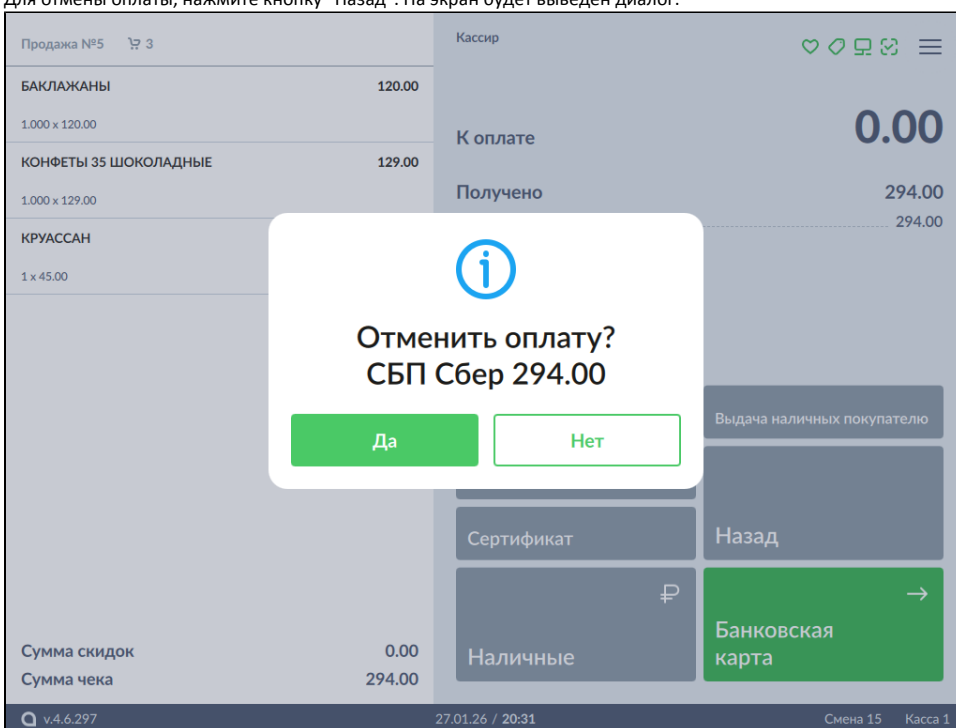 Для отмены оплаты, нажмите кнопку "Назад". На экран будет выведен диалог:
Продажа №5 3
Кассир
БАКЛАЖАНЫ 120.00
1.000 x 120.00
КОНФЕТЫ 35 ШОКОЛАДНЫЕ 129.00
1.000 x 129.00
КРУАССАН
1 x 45.00
К оплате 0.00
Получено 294.00
294.00
Отменить оплату?
СБП Сбер 294.00
Да
Нет
Выдача наличных покупателю
Сертификат
Назад
₽
Наличные
Банковская
карта
Сумма скидок 0.00
Сумма чека 294.00
v.4.6.297
27.01.26 / 20:31
Смена 15 Касса 1